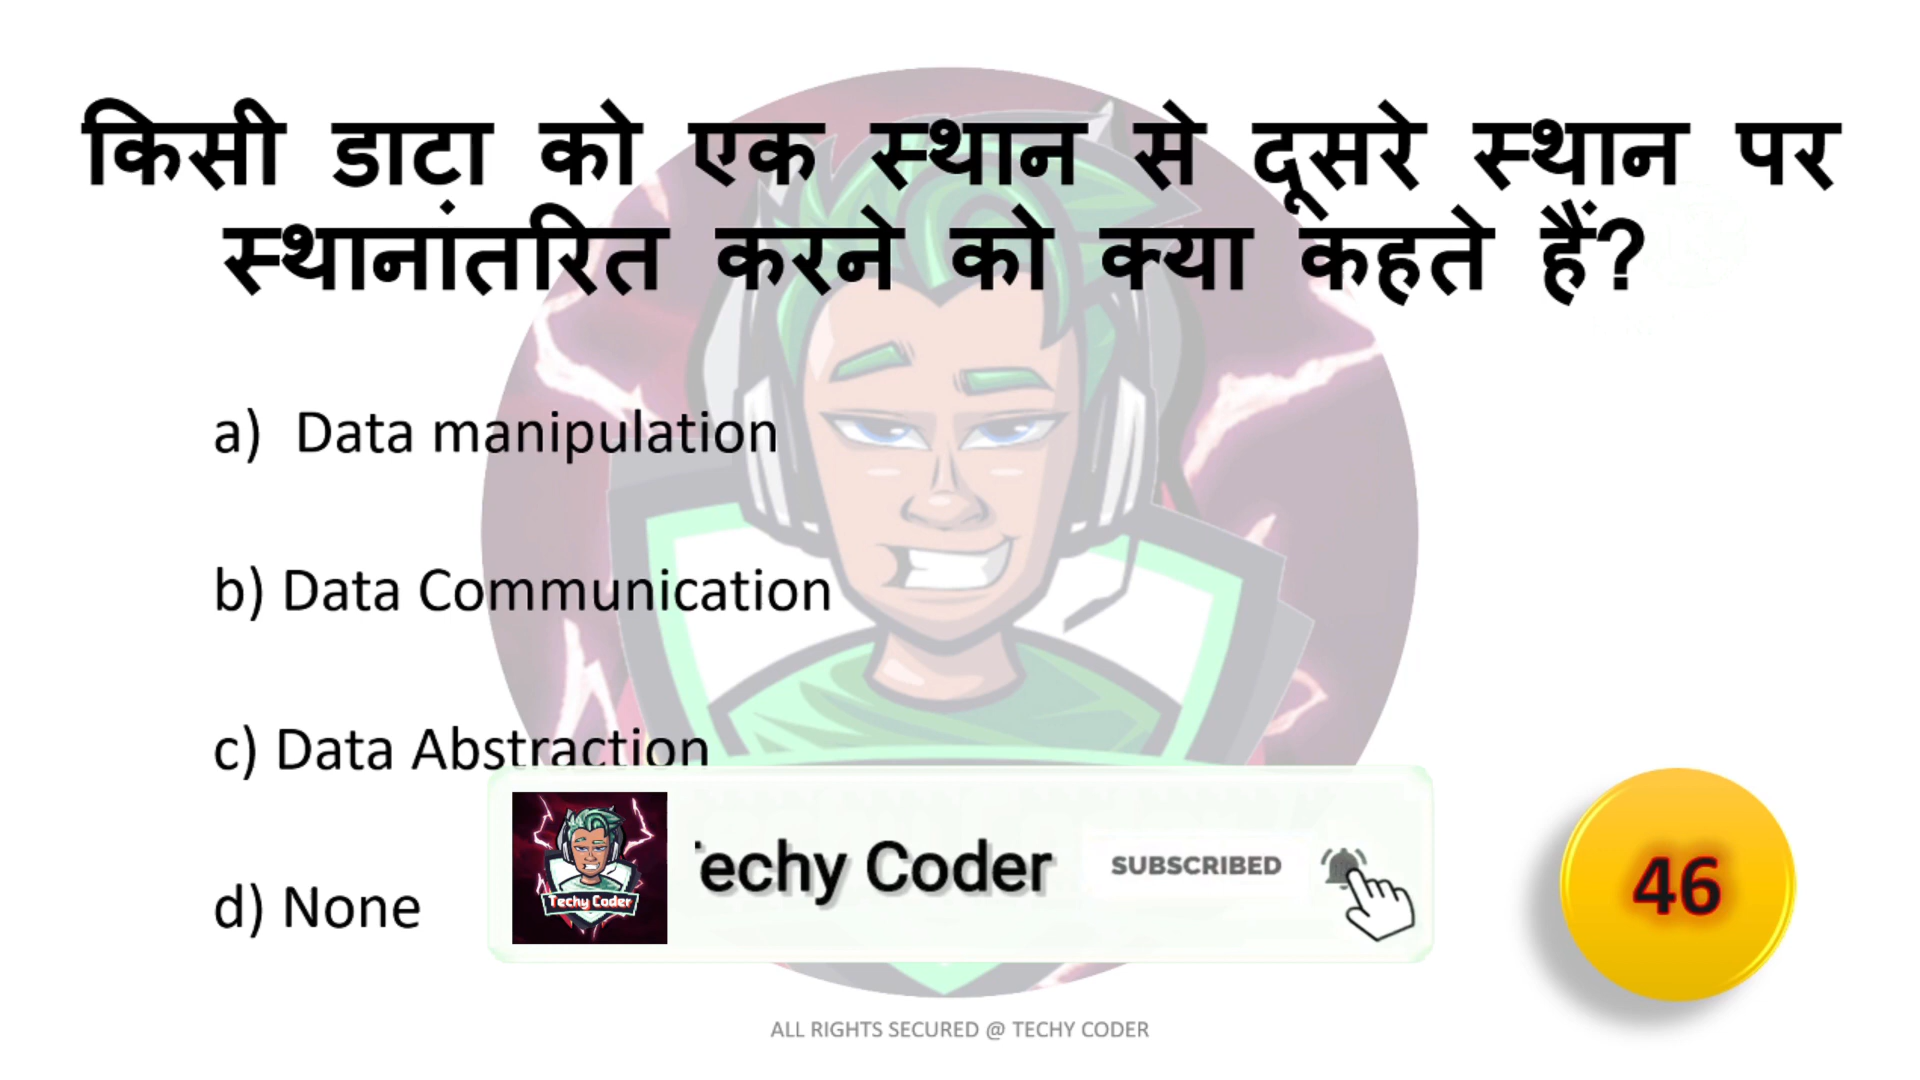 किसी डाटा को एक स्थान से दूसरे स्थान पर
स्थानांतरित करने को क्या कहते हैं?
a) Data manipulation
b) Data Communication
c) Data Abstraction
d) None
Techy Coder
echy Coder
SUBSCRIBED
46
ALL RIGHTS SECURED @ TECHY CODER